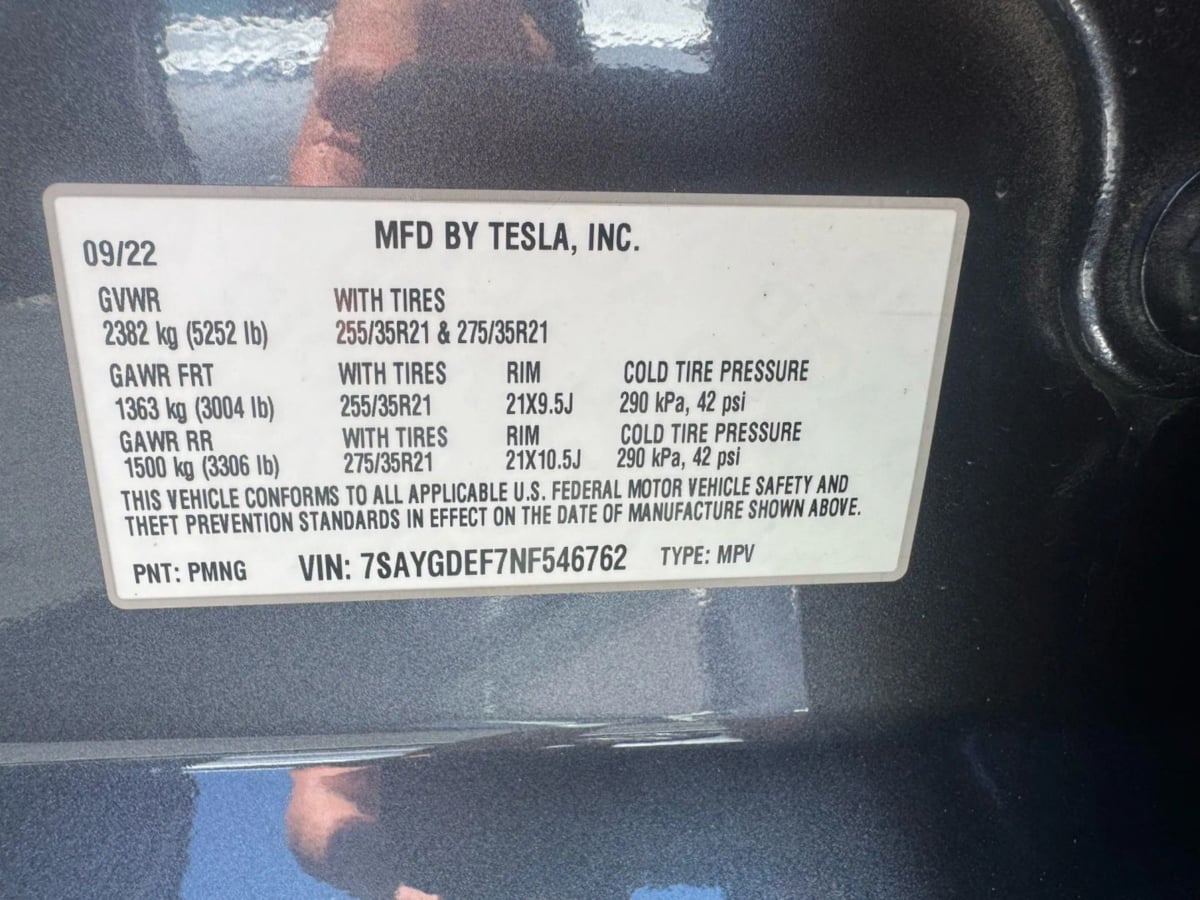 MFD BY TESLA, INC.
09/22
GVWR WITH TIRES
2382 kg (5252 lb) 255/35R21 & 275/35R21
GAWR FRT WITH TIRES RIM COLD TIRE PRESSURE
1363 kg (3004 lb) 255/35R21 21X9.5J 290 kPa, 42 psi
GAWR RR WITH TIRES RIM COLD TIRE PRESSURE
1500 kg (3306 lb) 275/35R21 21X10.5J 290 kPa, 42 psi
THIS VEHICLE CONFORMS TO ALL APPLICABLE U.S. FEDERAL MOTOR VEHICLE SAFETY AND
THEFT PREVENTION STANDARDS IN EFFECT ON THE DATE OF MANUFACTURE SHOWN ABOVE.
PNT: PMNG VIN: 7SAYGDEF7NF546762 TYPE: MPV